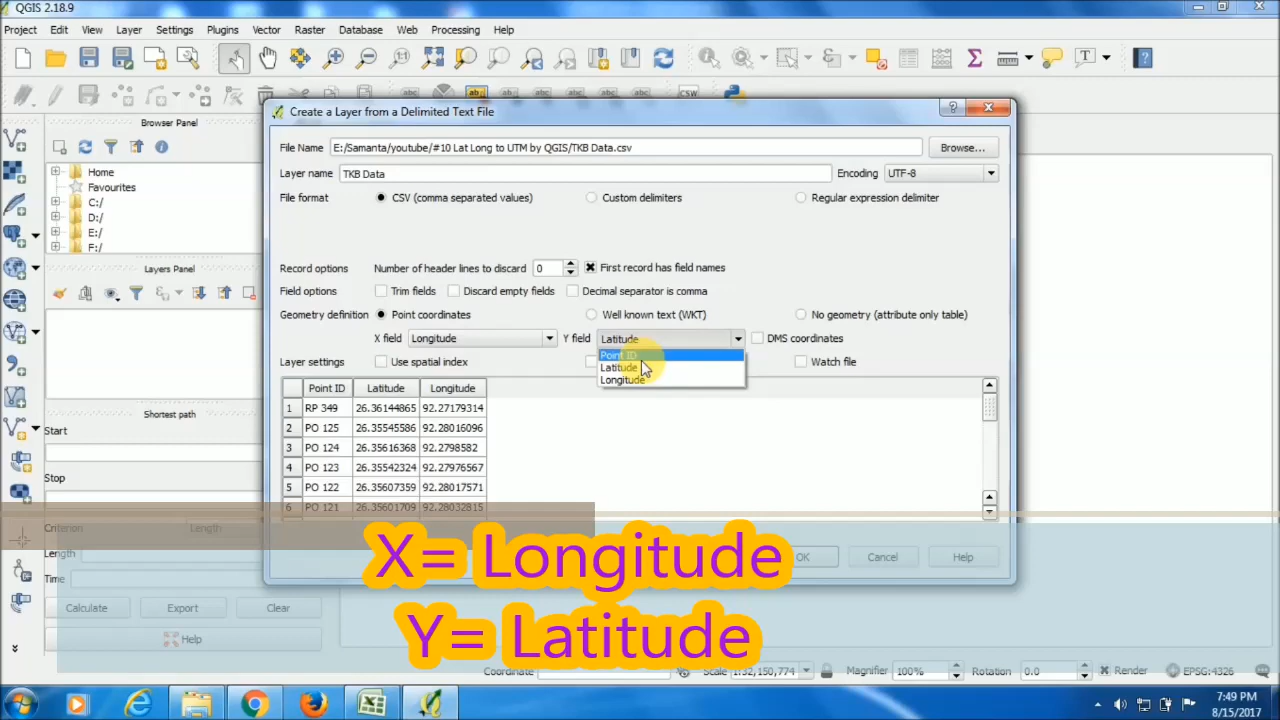 QGIS 2.18.9
Project Edit View Layer Settings Plugins Vector Raster Database Web Processing Help
CSW
Browser Panel
Home
Favourites
C:/
D:/
E:/
F:/
Layers Panel
Shortest path
Start
Stop
Criterion Length
Length
Time
Calculate Export Clear
Help
Create a Layer from a Delimited Text File
File Name E:/Samanta/youtube/#10 Lat Long to UTM by QGIS/TKB Data.csv Browse...
Layer name TKB Data Encoding UTF-8
File format CSV (comma separated values) Custom delimiters Regular expression delimiter
Record options Number of header lines to discard 0 First record has field names
Field options Trim fields Discard empty fields Decimal separator is comma
Geometry definition Point coordinates Well known text (WKT) No geometry (attribute only table)
X field Longitude Y field Latitude DMS coordinates
Point ID
Latitude
Longitude
Layer settings Use spatial index Watch file
Point ID Latitude Longitude
1 RP 349 26.36144865 92.27179314
2 PO 125 26.35545586 92.28016096
3 PO 124 26.35616368 92.2798582
4 PO 123 26.35542324 92.27976567
5 PO 122 26.35607359 92.28017571
6 PO 121 26.35601709 92.28032815
OK Cancel Help
X= Longitude
Y= Latitude
Coordinate Scale 1:32,150,774 Magnifier 100% Rotation 0.0 Render EPSG:4326
7:49 PM
8/15/2017